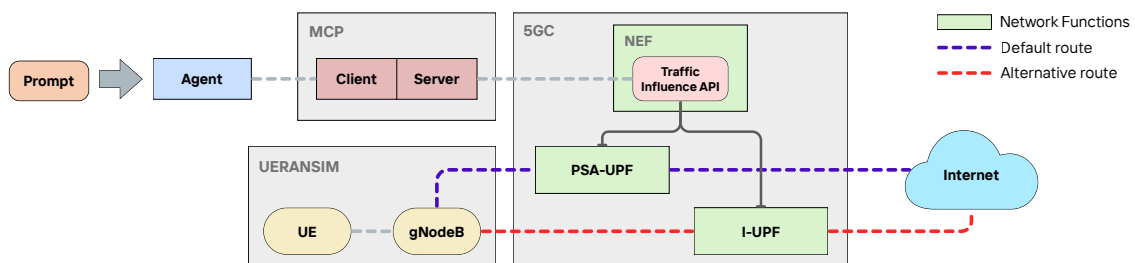 MCP
5GC
Network Functions
Default route
Alternative route
NEF
Prompt
Agent
Client
Server
Traffic
Influence API
UERANSIM
PSA-UPF
Internet
UE
gNodeB
I-UPF